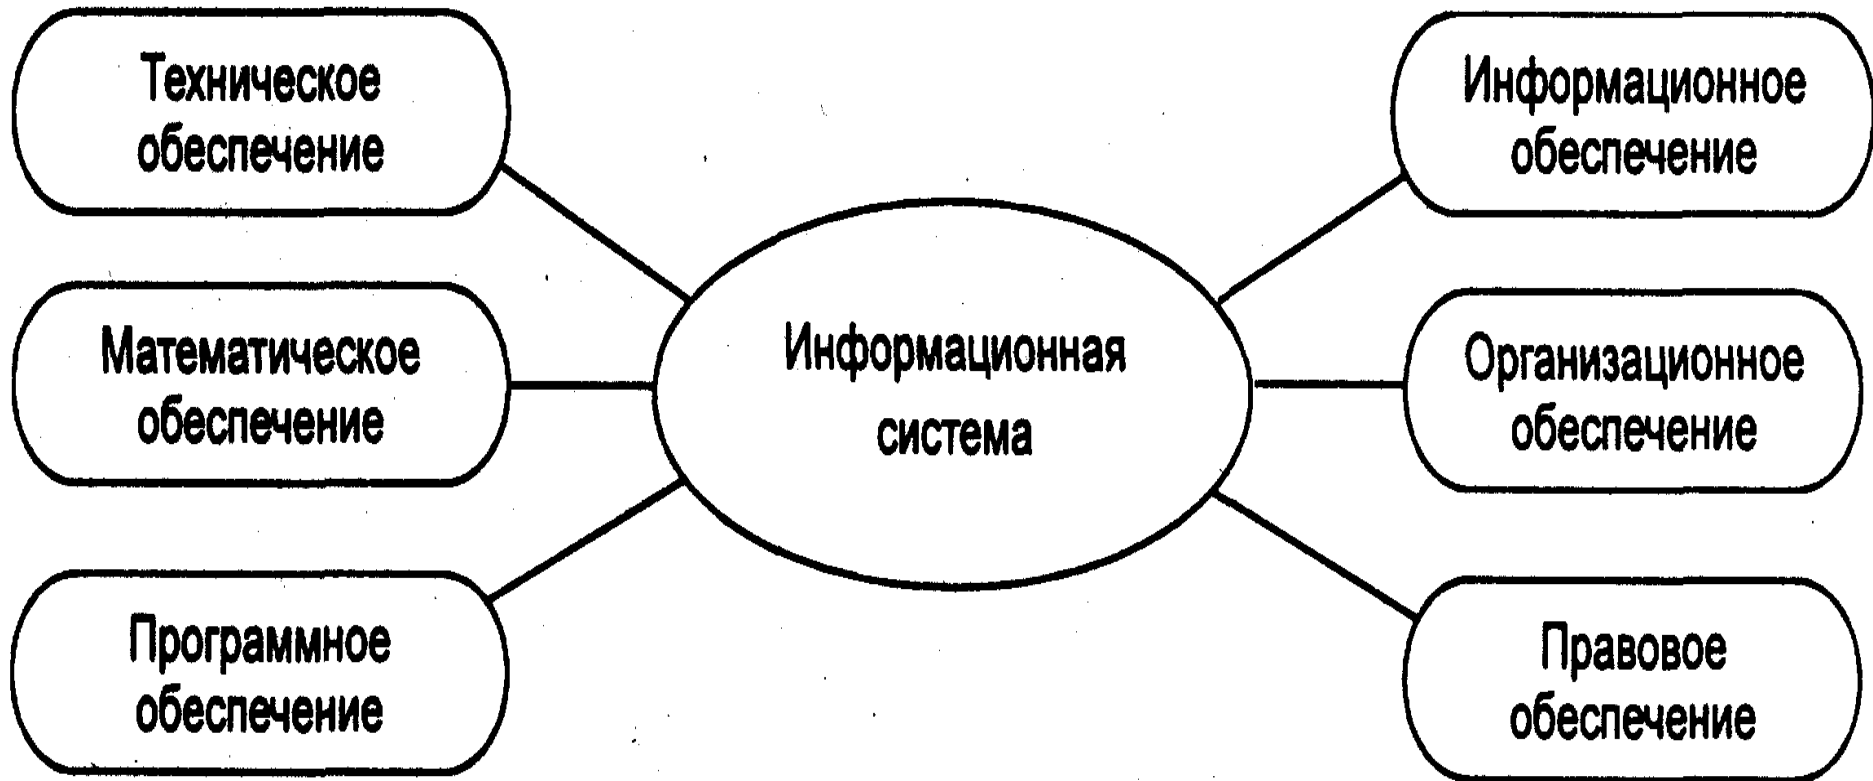 Техническое
обеспечение
Математическое
обеспечение
Программное
обеспечение
Информационная
система
Информационное
обеспечение
Организационное
обеспечение
Правовое
обеспечение